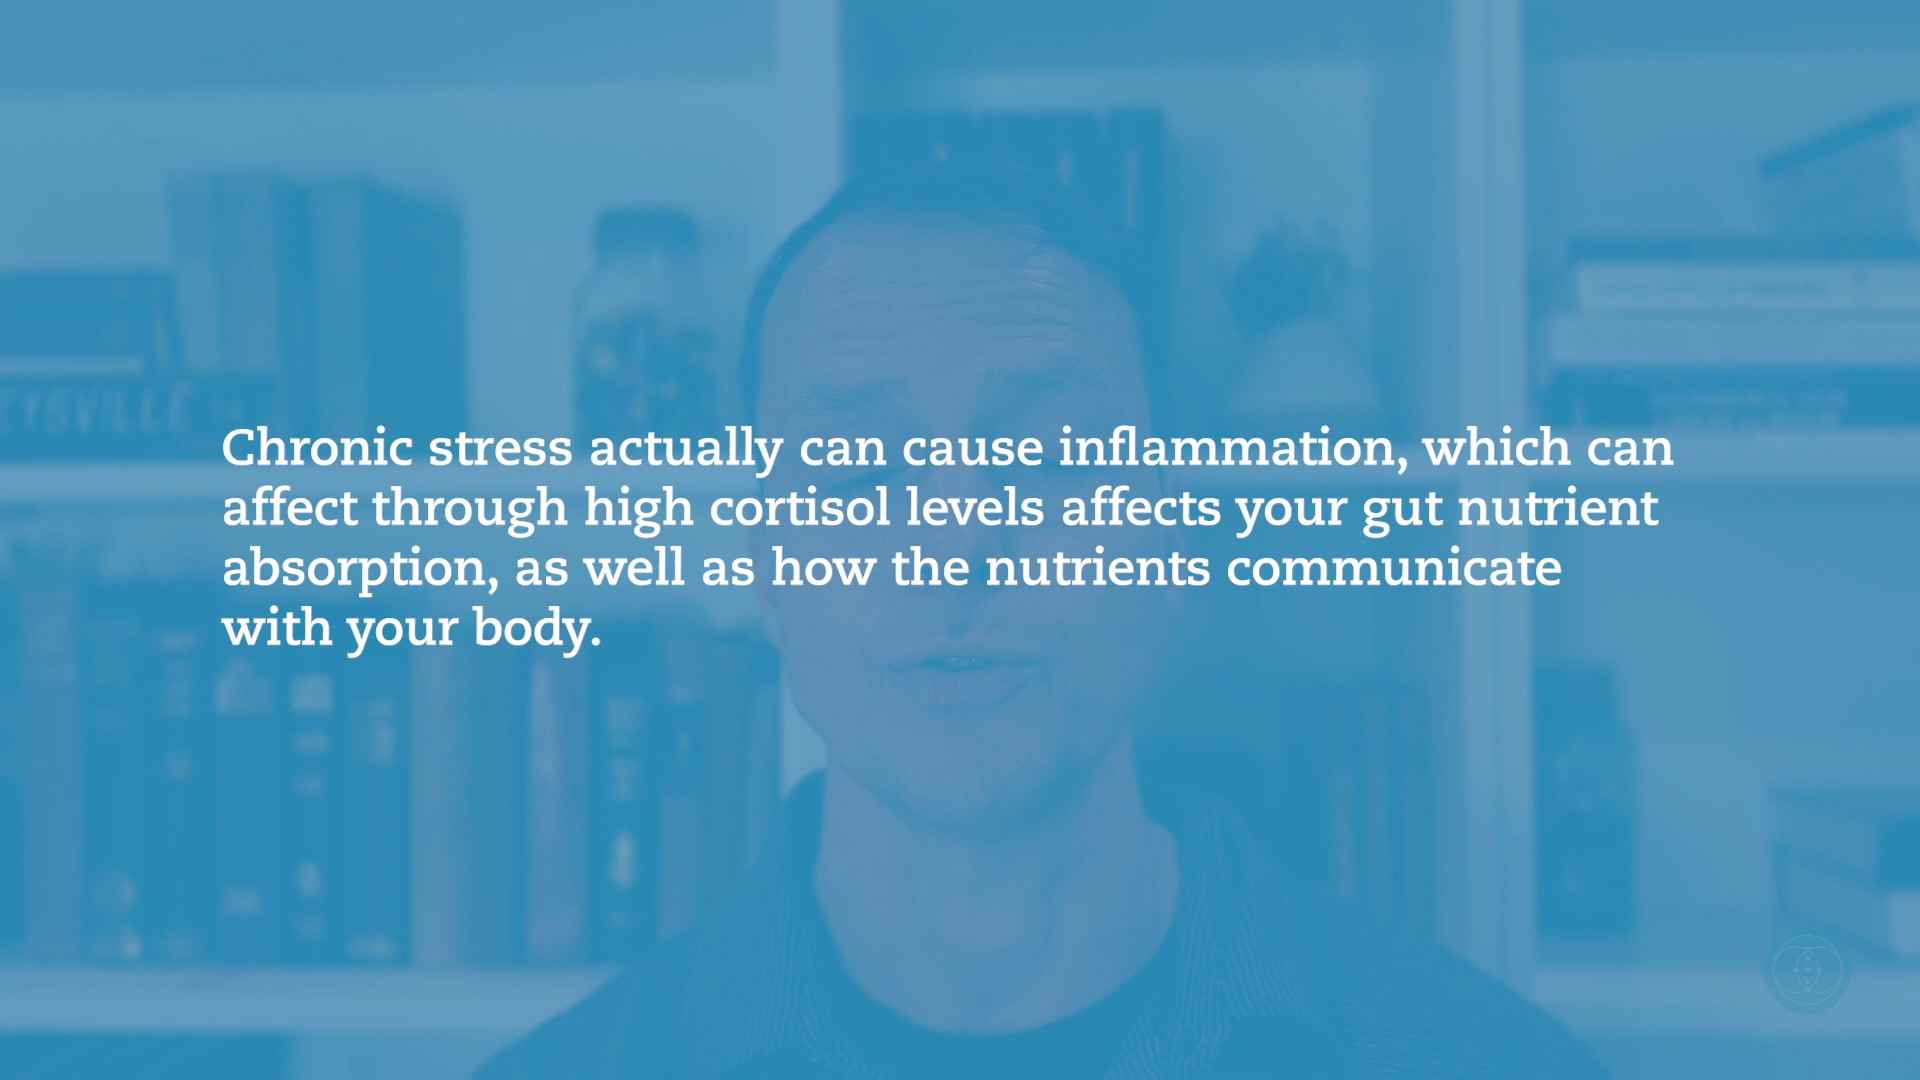 Chronic stress actually can cause inflammation, which can
affect through high cortisol levels affects your gut nutrient
absorption, as well as how the nutrients communicate
with your body.